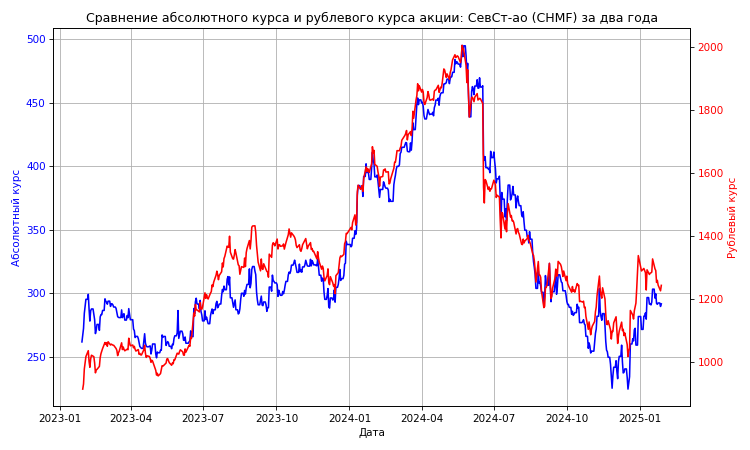 Сравнение абсолютного курса и рублевого курса акции: СевСт-ао (CHMF) за два года
Абсолютный курс
500
450
400
350
300
250
Рублевый курс
2000
1800
1600
1400
1200
1000
2023-01 2023-04 2023-07 2023-10 2024-01 2024-04 2024-07 2024-10 2025-01
Дата